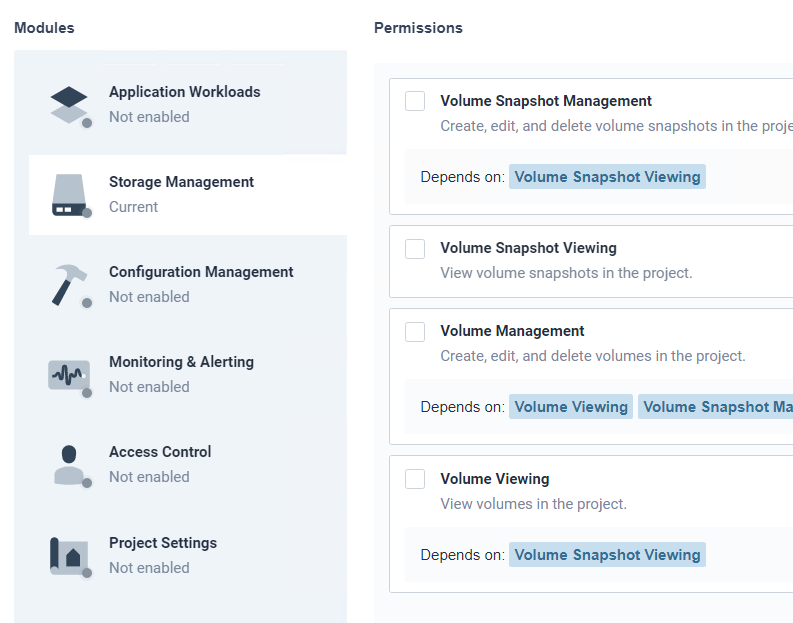 Modules
Application Workloads
Not enabled
Storage Management
Current
Configuration Management
Not enabled
Monitoring & Alerting
Not enabled
Access Control
Not enabled
Project Settings
Not enabled
Permissions
Volume Snapshot Management
Create, edit, and delete volume snapshots in the
Depends on: Volume Snapshot Viewing
Volume Snapshot Viewing
View volume snapshots in the project.
Volume Management
Create, edit, and delete volumes in the project.
Depends on: Volume Viewing Volume Snapshot
Volume Viewing
View volumes in the project.
Depends on: Volume Snapshot Viewing